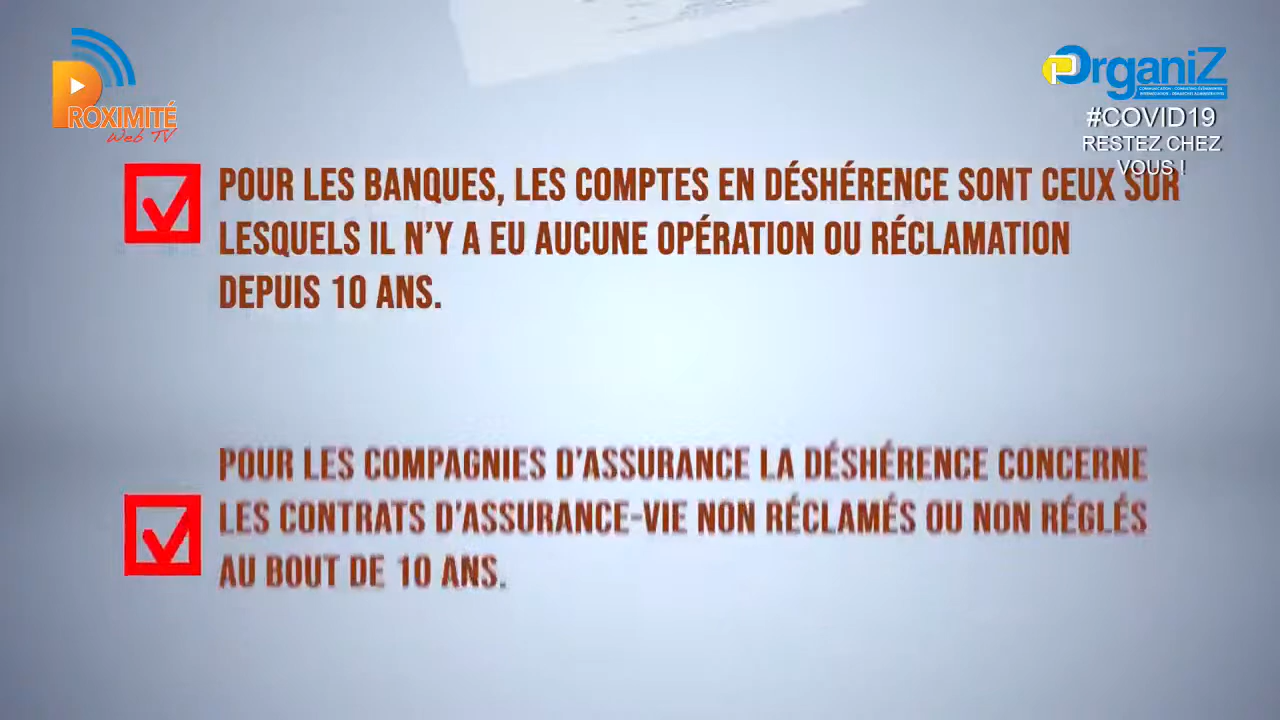 PROXIMITÉ
Web TV
OrganiZ
#COVID19
RESTEZ CHEZ
VOUS !
POUR LES BANQUES, LES COMPTES EN DÉSHÉRENCE SONT CEUX SUR
LESQUELS IL N'Y A EU AUCUNE OPÉRATION OU RÉCLAMATION
DEPUIS 10 ANS.
POUR LES COMPAGNIES D'ASSURANCE LA DÉSHÉRENCE CONCERNE
LES CONTRATS D'ASSURANCE-VIE NON RÉCLAMÉS OU NON RÉGLÉS
AU BOUT DE 10 ANS.